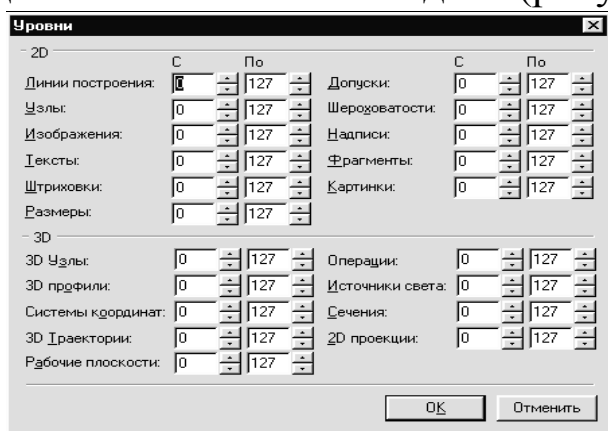 Уровни
2D
С По С По
Линии построения: 0 127 Допуски: 0 127
Узлы: 0 127 Шероховатости: 0 127
Изображения: 0 127 Надписи: 0 127
Тексты: 0 127 Фрагменты: 0 127
Штриховки: 0 127 Картинки: 0 127
Размеры: 0 127
3D
3D Узлы: 0 127 Операции: 0 127
3D профили: 0 127 Источники света: 0 127
Системы координат: 0 127 Сечения: 0 127
3D Траектории: 0 127 2D проекции: 0 127
Рабочие плоскости: 0 127
OK Отменить